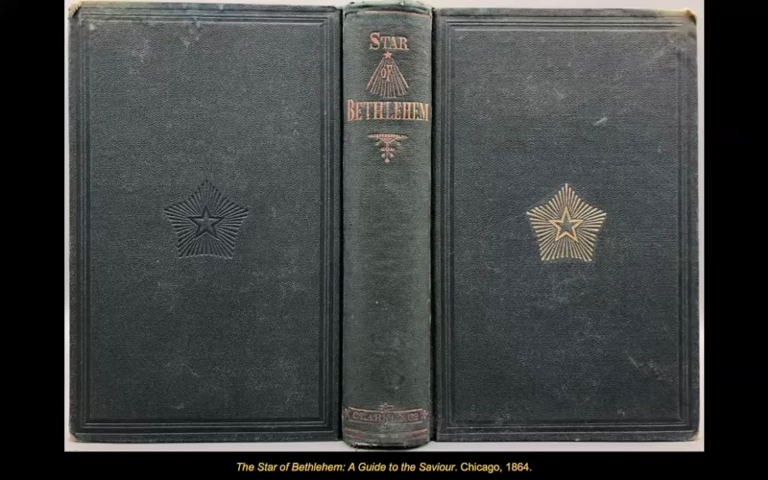 STAR
OF
BETHLEHEM
The Star of Bethlehem: A Guide to the Saviour. Chicago, 1864.